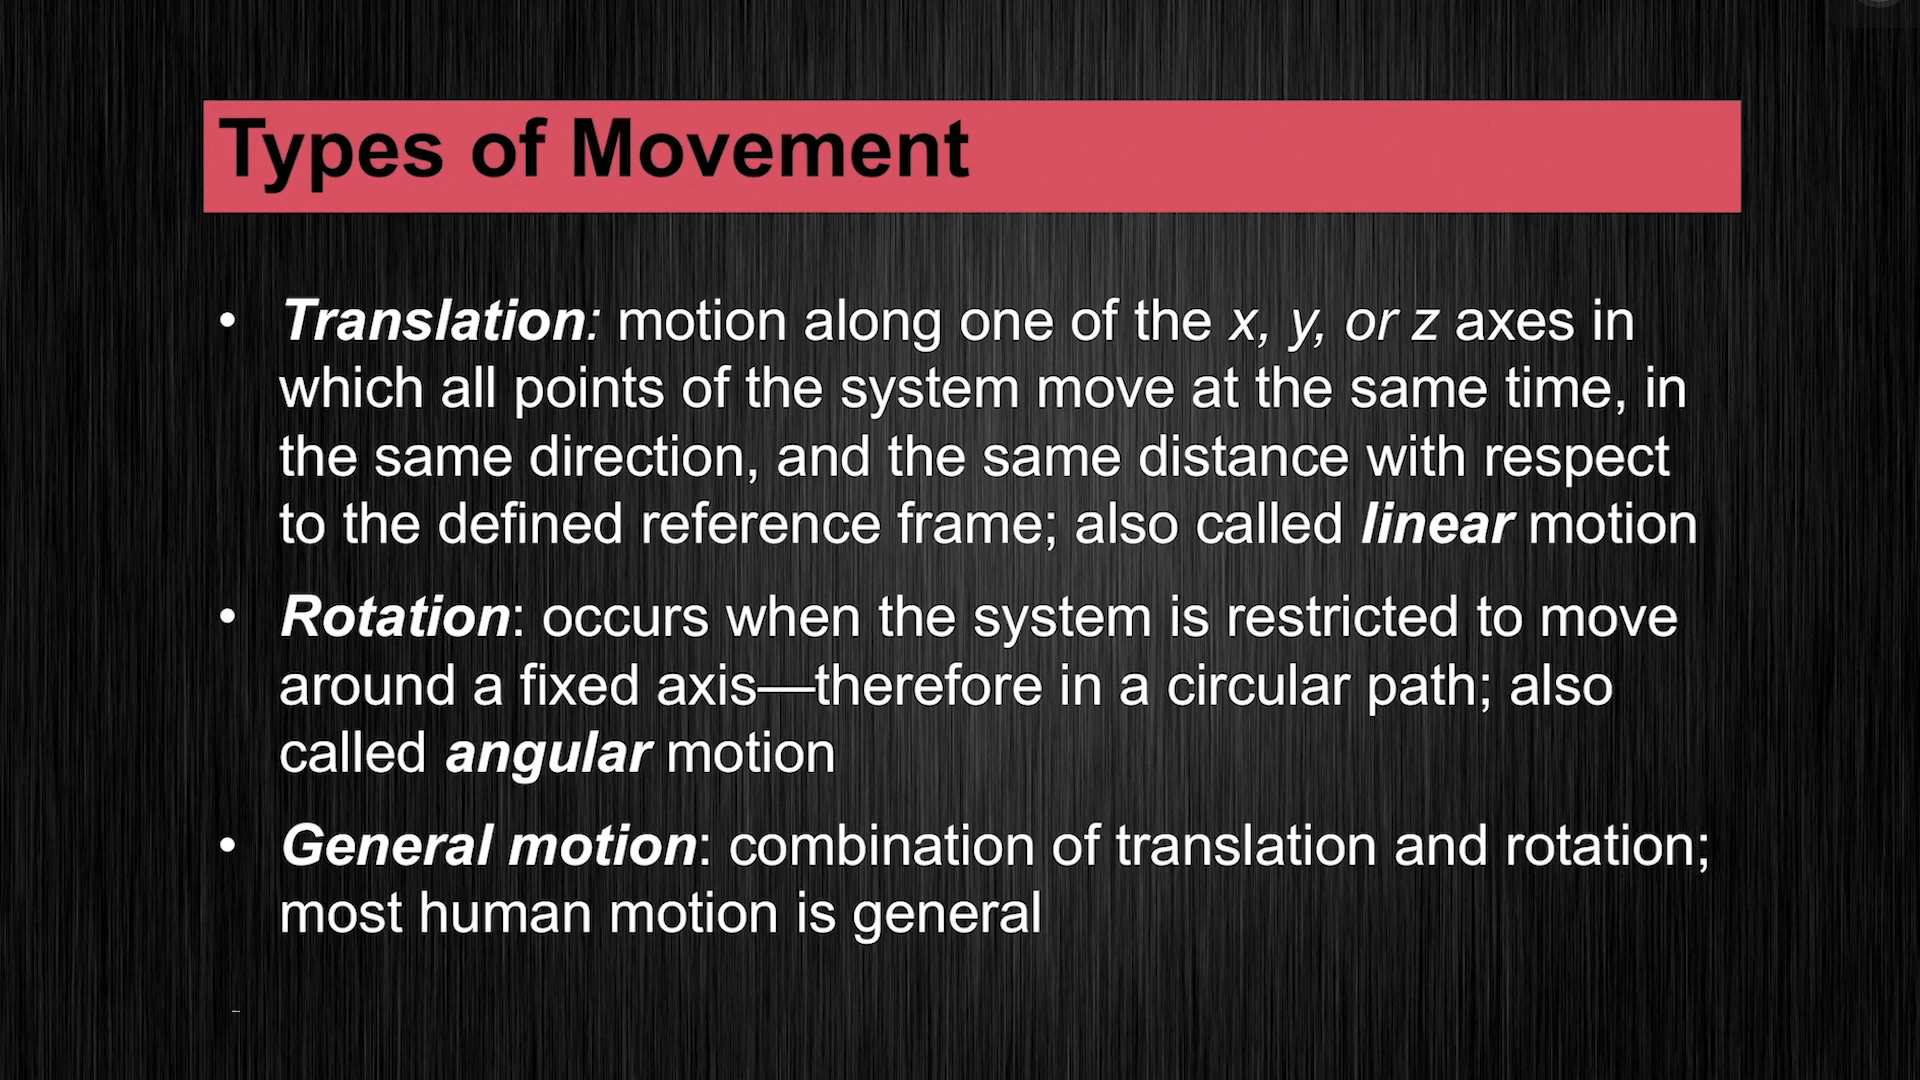 Types of Movement
• Translation: motion along one of the x, y, or z axes in
which all points of the system move at the same time, in
the same direction, and the same distance with respect
to the defined reference frame; also called linear motion
• Rotation: occurs when the system is restricted to move
around a fixed axis—therefore in a circular path; also
called angular motion
• General motion: combination of translation and rotation;
most human motion is general